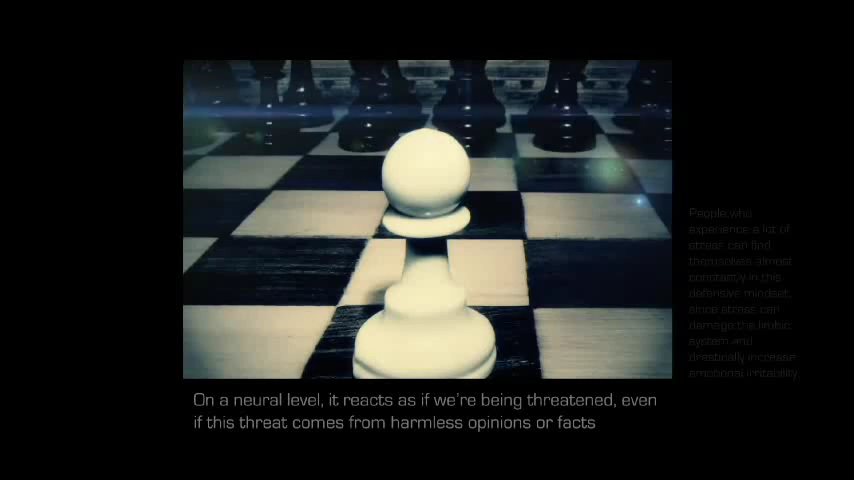 People who
experience a lot of
stress can find
themselves almost
constantly in this
defensive mindset,
since stress can
damage the limbic
system and
drastically increase
emotional irritability.
On a neural level, it reacts as if we're being threatened, even
if this threat comes from harmless opinions or facts